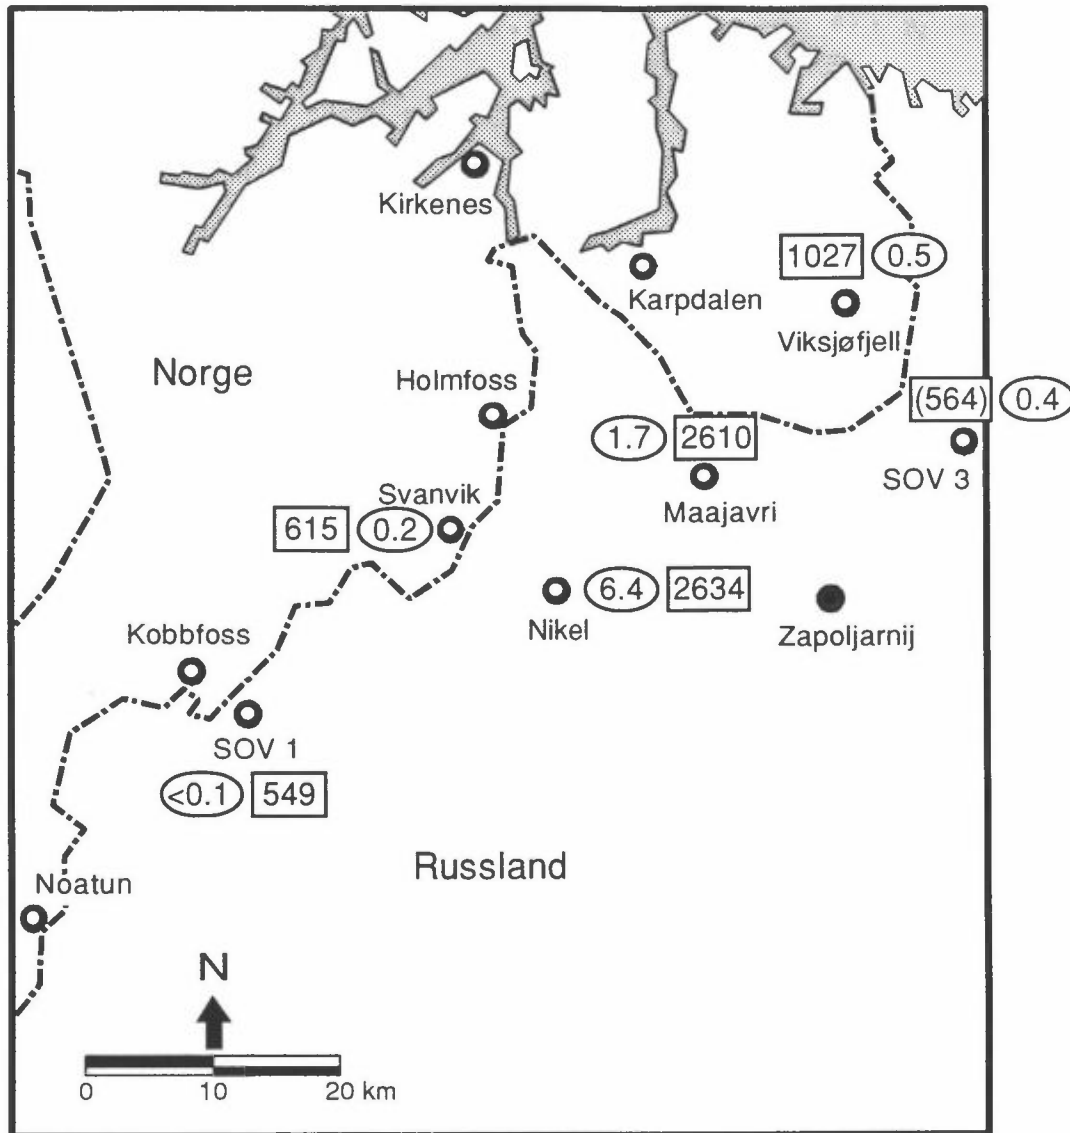 Kirkenes
1027 0.5
Karpdalen
Viksjøfjell
Norge
Holmfoss
(564) 0.4
1.7 2610
SOV 3
Maajavri
Svanvik
615 0.2
6.4 2634
Nikel
Zapoljarnij
Kobbfoss
SOV 1
<0.1 549
Russland
Noatun
N
0 10 20 km